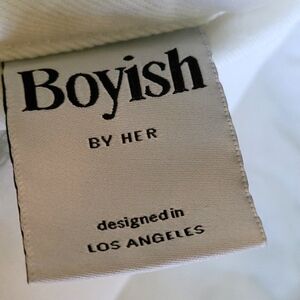 Boyish
BY HER
designed in
LOS ANGELES